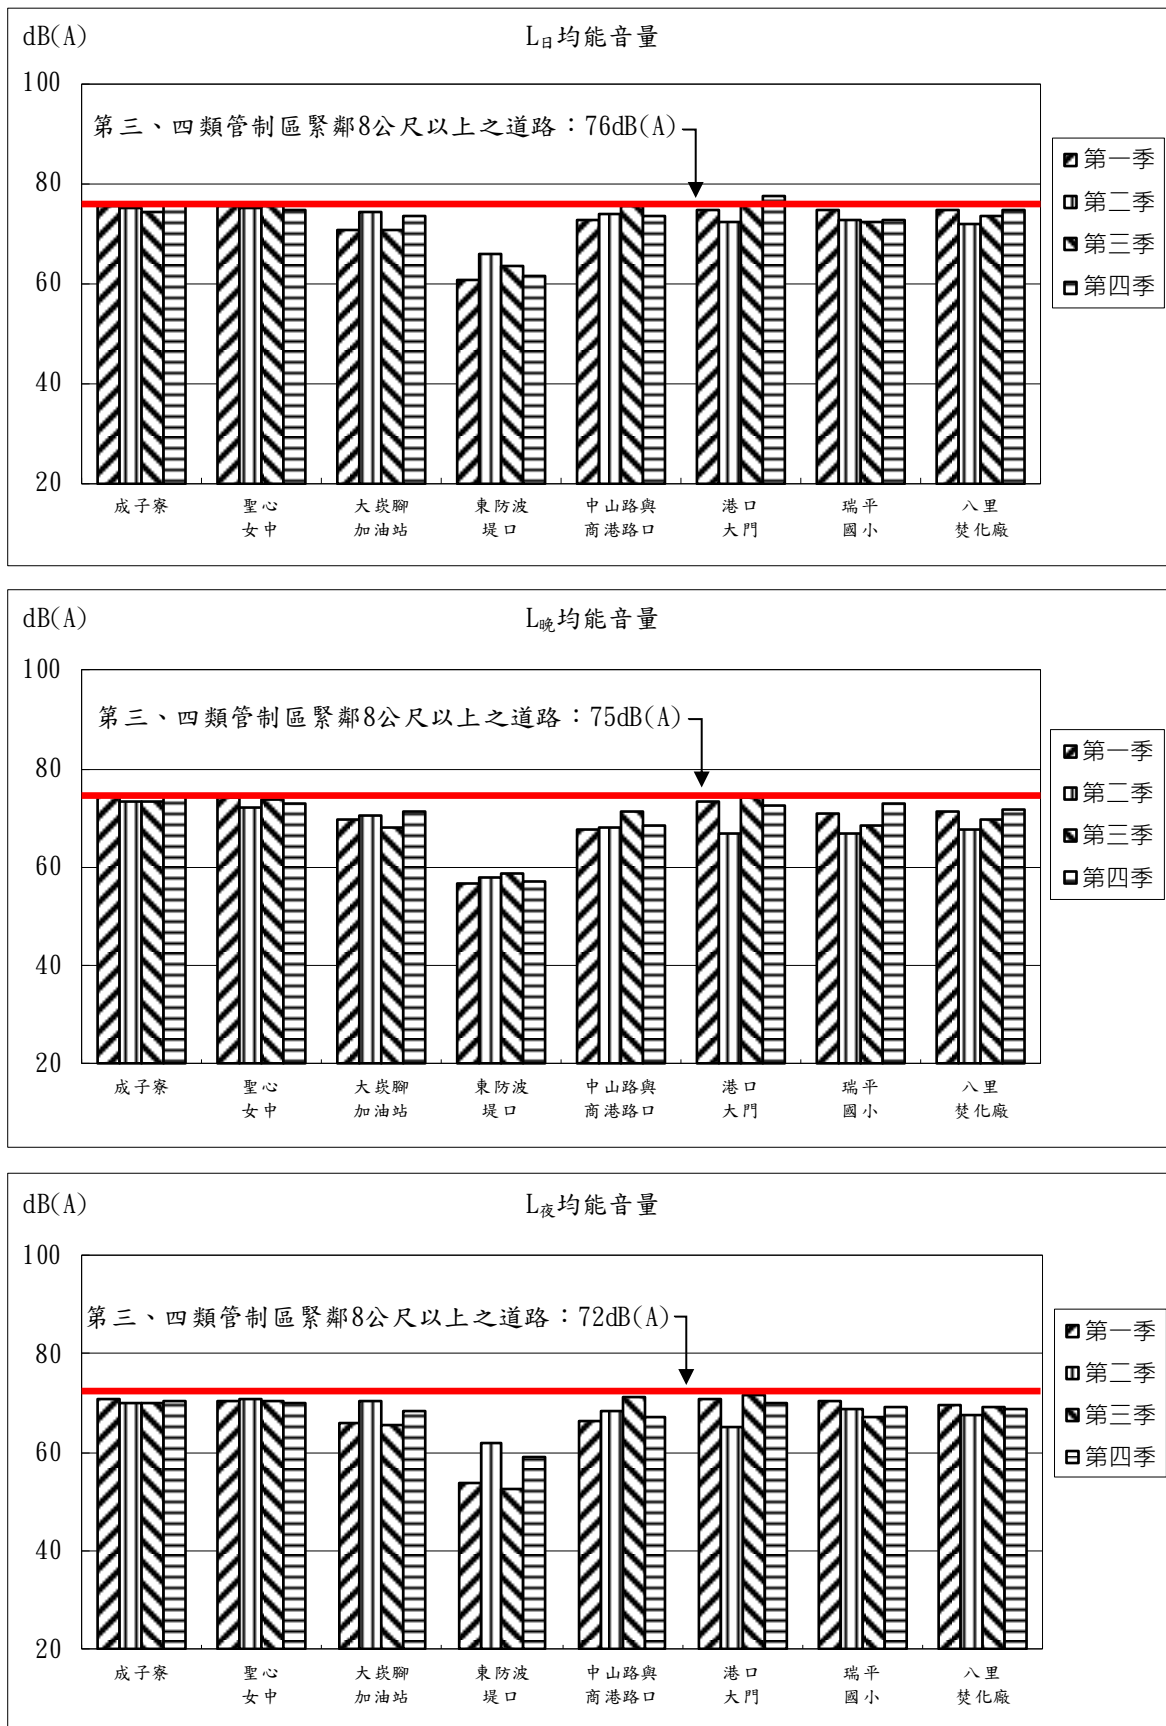 dB(A)
L日均能音量
100
第三、四類管制區緊鄰8公尺以上之道路：76dB(A)
80
60
40
20
第一季
第二季
第三季
第四季
成子寮
聖心
女中
大崁腳
加油站
東防波
堤口
中山路與
商港路口
港口
大門
瑞平
國小
八里
焚化廠
dB(A)
L晚均能音量
100
第三、四類管制區緊鄰8公尺以上之道路：75dB(A)
80
60
40
20
第一季
第二季
第三季
第四季
成子寮
聖心
女中
大崁腳
加油站
東防波
堤口
中山路與
商港路口
港口
大門
瑞平
國小
八里
焚化廠
dB(A)
L夜均能音量
100
第三、四類管制區緊鄰8公尺以上之道路：72dB(A)
80
60
40
20
第一季
第二季
第三季
第四季
成子寮
聖心
女中
大崁腳
加油站
東防波
堤口
中山路與
商港路口
港口
大門
瑞平
國小
八里
焚化廠